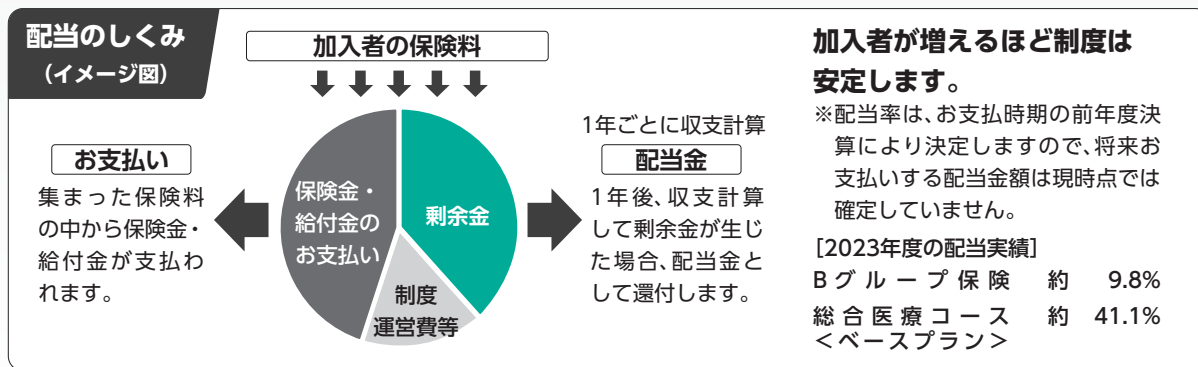 配当のしくみ
（イメージ図）
加入者の保険料
お支払い
集まった保険料
の中から保険金・
給付金が支払わ
れます。
保険金・
給付金の
お支払い
剰余金
制度
運営費等
1年ごとに収支計算
配当金
1年後、収支計算
して剰余金が生じ
た場合、配当金と
して還付します。
加入者が増えるほど制度は
安定します。
※配当率は、お支払時期の前年度決
算により決定しますので、将来お
支払いする配当金額は現時点では
確定していません。
［2023年度の配当実績］
Bグループ保険 約 9.8%
総合医療コース 約 41.1%
＜ベースプラン＞